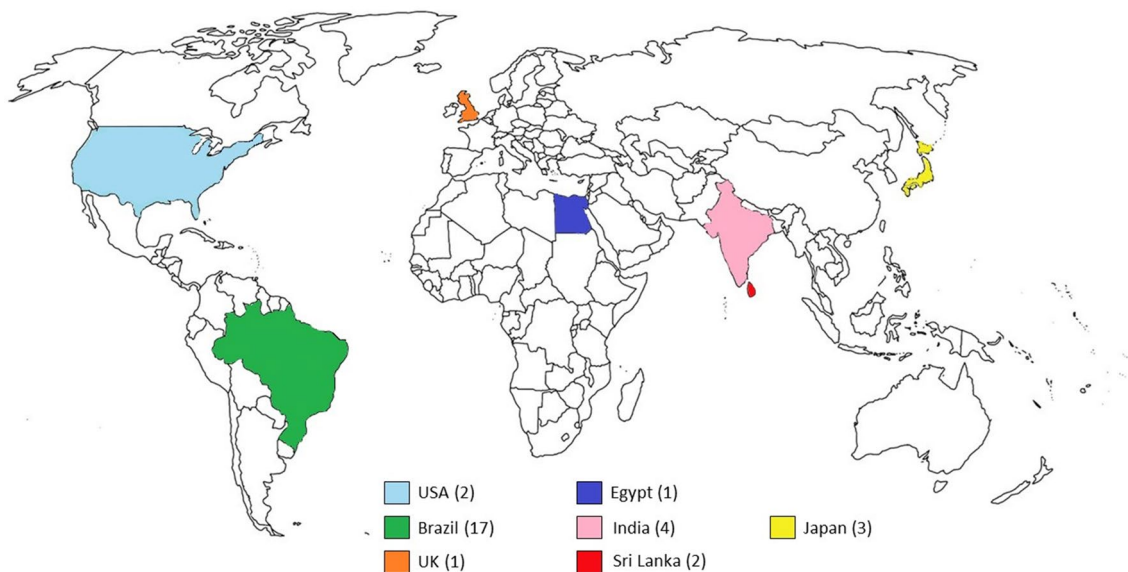 USA (2)
Brazil (17)
UK (1)
Egypt (1)
India (4)
Sri Lanka (2)
Japan (3)